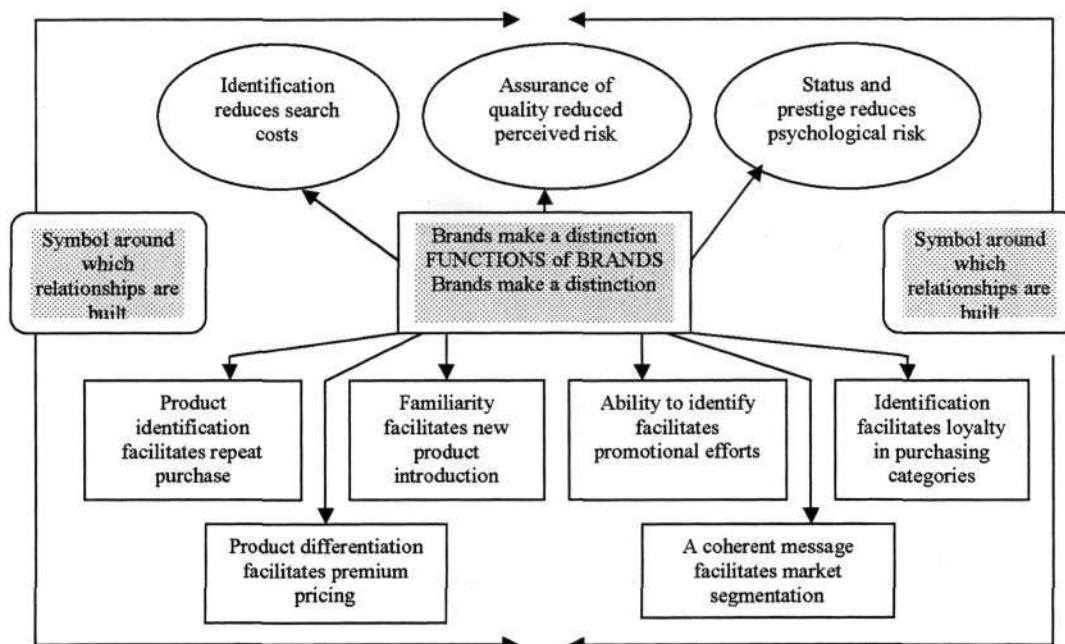 Identification
reduces search
costs
Assurance of
quality reduced
perceived risk
Status and
prestige reduces
psychological risk
Symbol around
which
relationships are
built
Brands make a distinction
FUNCTIONS of BRANDS
Brands make a distinction
Symbol around
which
relationships are
built
Product
identification
facilitates repeat
purchase
Familiarity
facilitates new
product
introduction
Ability to identify
facilitates
promotional efforts
Identification
facilitates loyalty
in purchasing
categories
Product differentiation
facilitates premium
pricing
A coherent message
facilitates market
segmentation